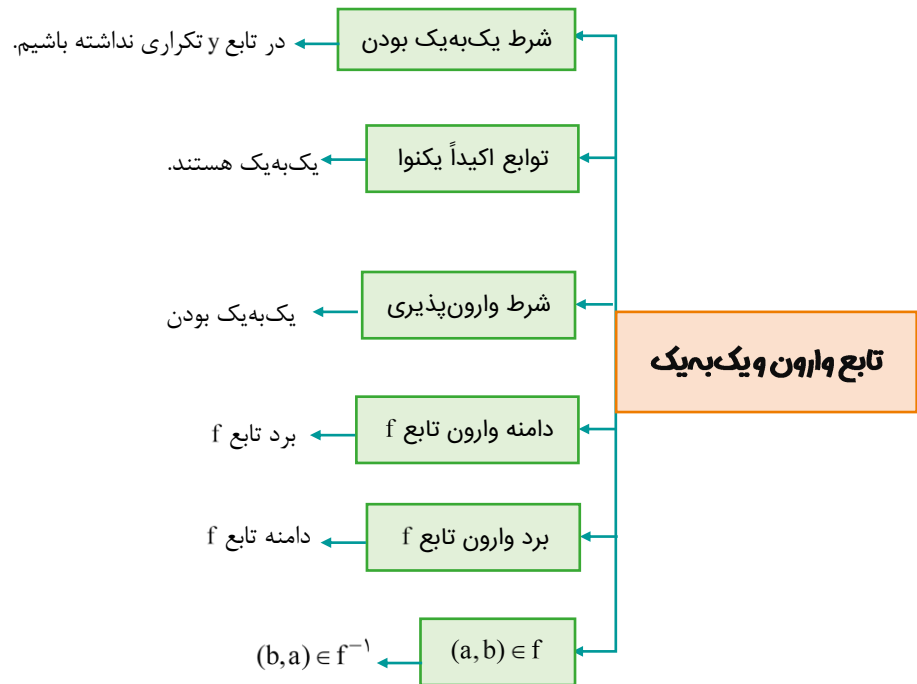 شرط یک‌به‌یک بودن
در تابع y تکراری نداشته باشیم.
توابع اکیداً یکنوا
یک‌به‌یک هستند.
شرط وارون‌پذیری
یک‌به‌یک بودن
تابع وارون و یک‌به‌یک
دامنه وارون تابع f
برد تابع f
برد وارون تابع f
دامنه تابع f
(a,b)∈f
(b,a)∈f⁻¹